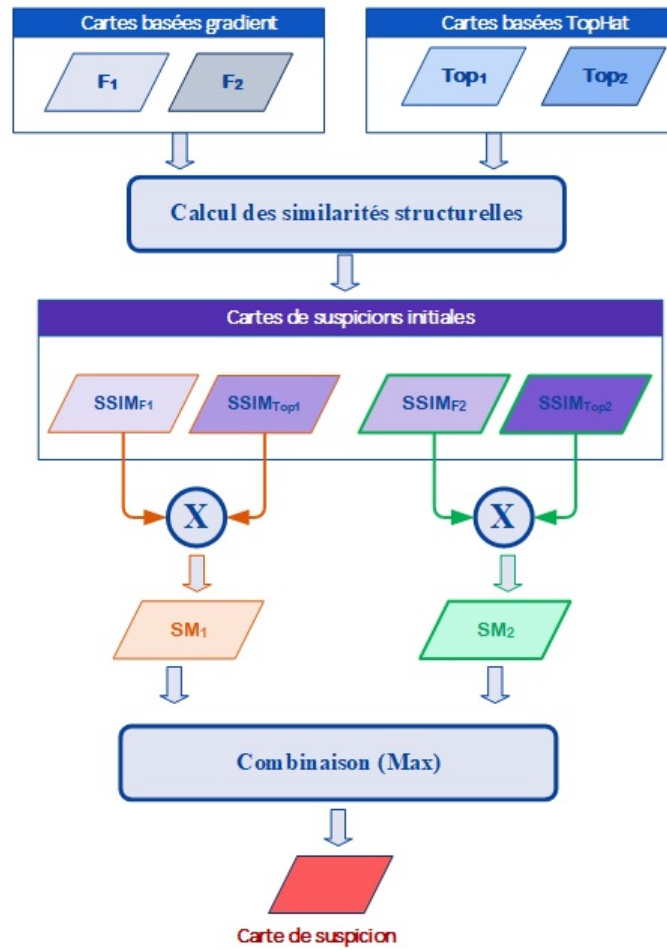 Cartes basées gradient
Cartes basées TopHat
F1
F2
Top1
Top2
Calcul des similarités structurelles
Cartes de suspicions initiales
SSIMF1
SSIMTop1
SSIMF2
SSIMTop2
X
X
SM1
SM2
Combinaison (Max)
Carte de suspicion